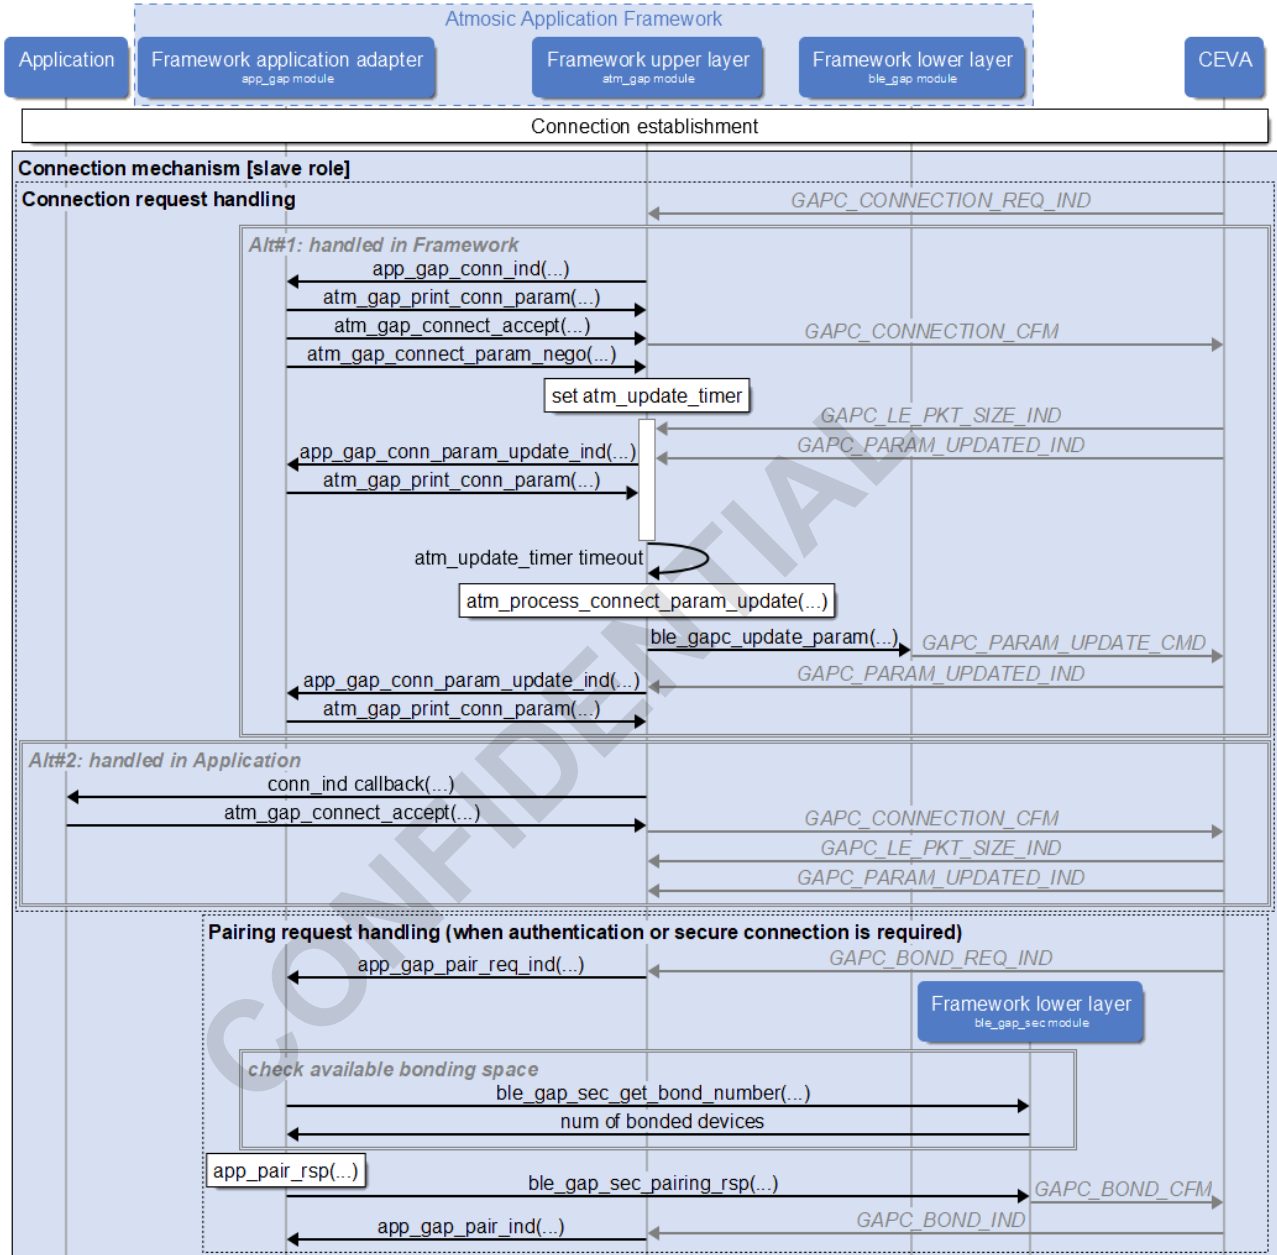 Atmosic Application Framework
Application
Framework application adapter
app_gap module
Framework upper layer
atm_gap module
Framework lower layer
ble_gap module
CEVA
Connection establishment
Connection mechanism [slave role]
Connection request handling
GAPC_CONNECTION_REQ_IND
Alt#1: handled in Framework
app_gap_conn_ind(...)
atm_gap_print_conn_param(...)
atm_gap_connect_accept(...)
GAPC_CONNECTION_CFM
atm_gap_connect_param_nego(...)
set atm_update_timer
GAPC_LE_PKT_SIZE_IND
GAPC_PARAM_UPDATED_IND
app_gap_conn_param_update_ind(...)
atm_gap_print_conn_param(...)
atm_update_timer timeout
atm_process_connect_param_update(...)
ble_gapc_update_param(...)
GAPC_PARAM_UPDATE_CMD
GAPC_PARAM_UPDATED_IND
app_gap_conn_param_update_ind(...)
atm_gap_print_conn_param(...)
Alt#2: handled in Application
conn_ind callback(...)
atm_gap_connect_accept(...)
GAPC_CONNECTION_CFM
GAPC_LE_PKT_SIZE_IND
GAPC_PARAM_UPDATED_IND
Pairing request handling (when authentication or secure connection is required)
GAPC_BOND_REQ_IND
app_gap_pair_req_ind(...)
Framework lower layer
ble_gap_sec module
check available bonding space
ble_gap_sec_get_bond_number(...)
num of bonded devices
app_pair_rsp(...)
ble_gap_sec_pairing_rsp(...)
GAPC_BOND_CFM
GAPC_BOND_IND
app_gap_pair_ind(...)
CONFIDENTIAL